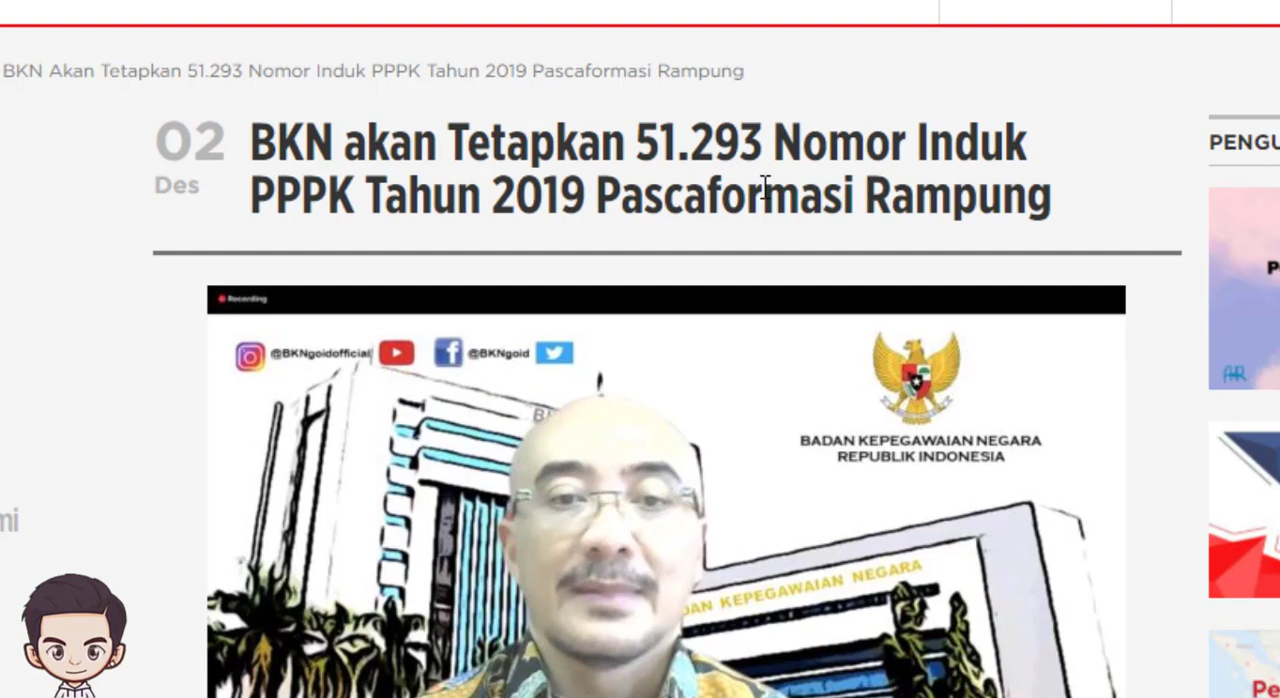 BKN Akan Tetapkan 51.293 Nomor Induk PPPK Tahun 2019 Pascaformasi Rampung
02
Des
BKN akan Tetapkan 51.293 Nomor Induk
PPPK Tahun 2019 Pascaformasi Rampung
PENGU
Recording
@BKNgoidofficial
@BKNgoid
BADAN KEPEGAWAIAN NEGARA
REPUBLIK INDONESIA
DAN KEPEGAWAIAN NEGARA
mi
Pe